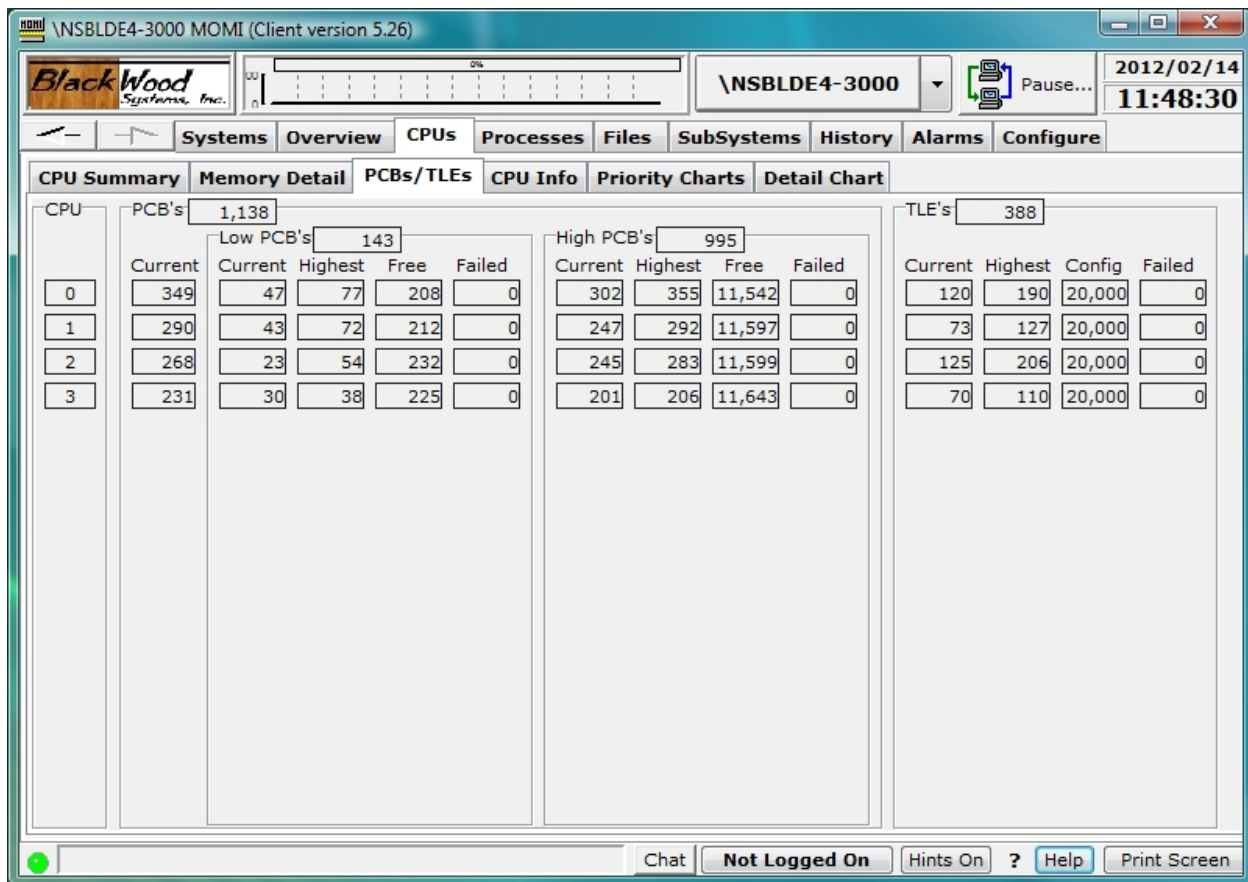 MOMI \NSBLDE4-3000 MOMI (Client version 5.26)
BlackWood Systems, Inc.
00
0
0%
\NSBLDE4-3000
Pause...
2012/02/14
11:48:30
Systems Overview CPUs Processes Files SubSystems History Alarms Configure
CPU Summary Memory Detail PCBs/TLEs CPU Info Priority Charts Detail Chart
CPU PCB's 1,138 TLE's 388
Low PCB's 143 High PCB's 995
Current Current Highest Free Failed Current Highest Free Failed Current Highest Config Failed
0 349 47 77 208 0 302 355 11,542 0 120 190 20,000 0
1 290 43 72 212 0 247 292 11,597 0 73 127 20,000 0
2 268 23 54 232 0 245 283 11,599 0 125 206 20,000 0
3 231 30 38 225 0 201 206 11,643 0 70 110 20,000 0
Chat Not Logged On Hints On ? Help Print Screen